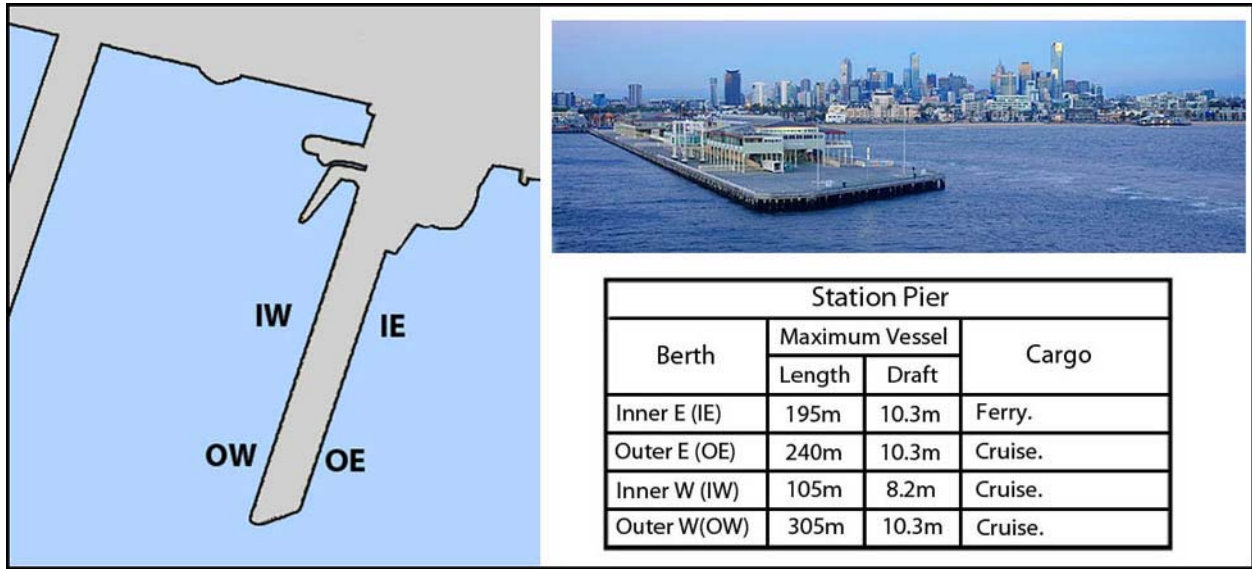 IW
IE
OW
OE
Station Pier
Berth
Maximum Vessel
Cargo
Length
Draft
Inner E (IE) 195m 10.3m Ferry.
Outer E (OE) 240m 10.3m Cruise.
Inner W (IW) 105m 8.2m Cruise.
Outer W(OW) 305m 10.3m Cruise.